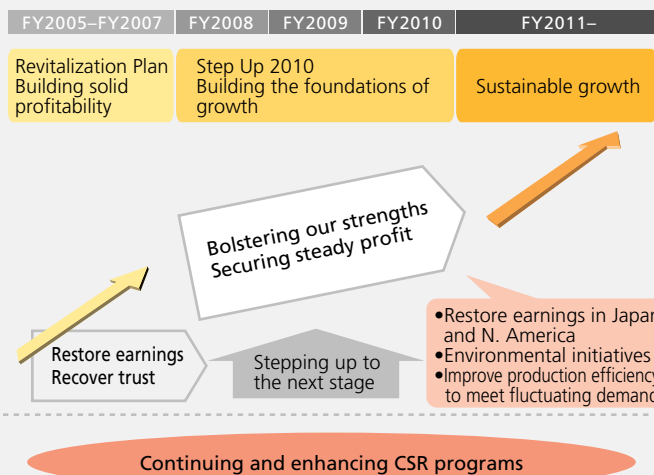 FY2005–FY2007
FY2008
FY2009
FY2010
FY2011–
Revitalization Plan
Building solid
profitability
Step Up 2010
Building the foundations of
growth
Sustainable growth
Bolstering our strengths
Securing steady profit
Restore earnings
Recover trust
Stepping up to
the next stage
•Restore earnings in Japan
and N. America
•Environmental initiatives
•Improve production efficiency
to meet fluctuating demand
Continuing and enhancing CSR programs